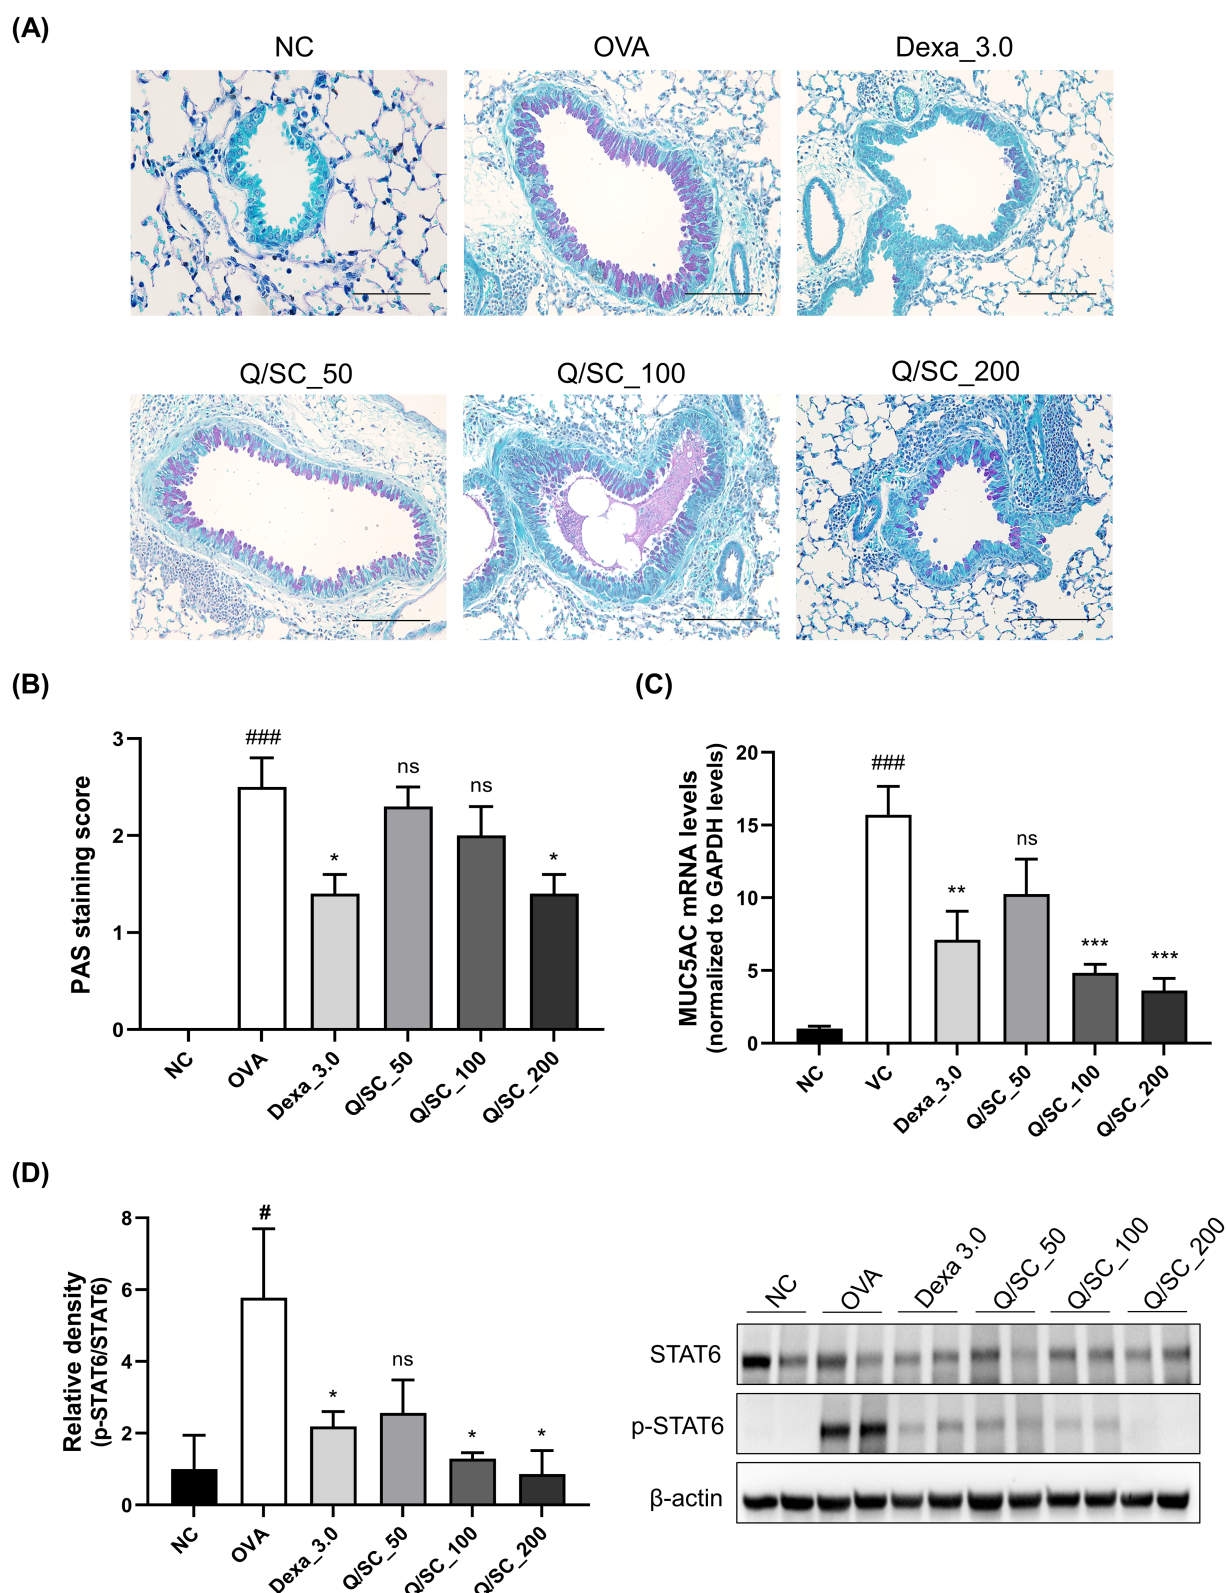 (A)
NC
OVA
Dexa_3.0
Q/SC_50
Q/SC_100
Q/SC_200
(B)
PAS staining score
3
2
1
0
###
*
ns
ns
*
NC
OVA
Dexa_3.0
Q/SC_50
Q/SC_100
Q/SC_200
(C)
MUC5AC mRNA levels
(normalized to GAPDH levels)
20
15
10
5
0
###
**
ns
***
***
NC
VC
Dexa_3.0
Q/SC_50
Q/SC_100
Q/SC_200
(D)
Relative density
(p-STAT6/STAT6)
8
6
4
2
0
#
*
ns
*
*
NC
OVA
Dexa_3.0
Q/SC_50
Q/SC_100
Q/SC_200
NC
OVA
Dexa 3.0
Q/SC_50
Q/SC_100
Q/SC_200
STAT6
p-STAT6
β-actin